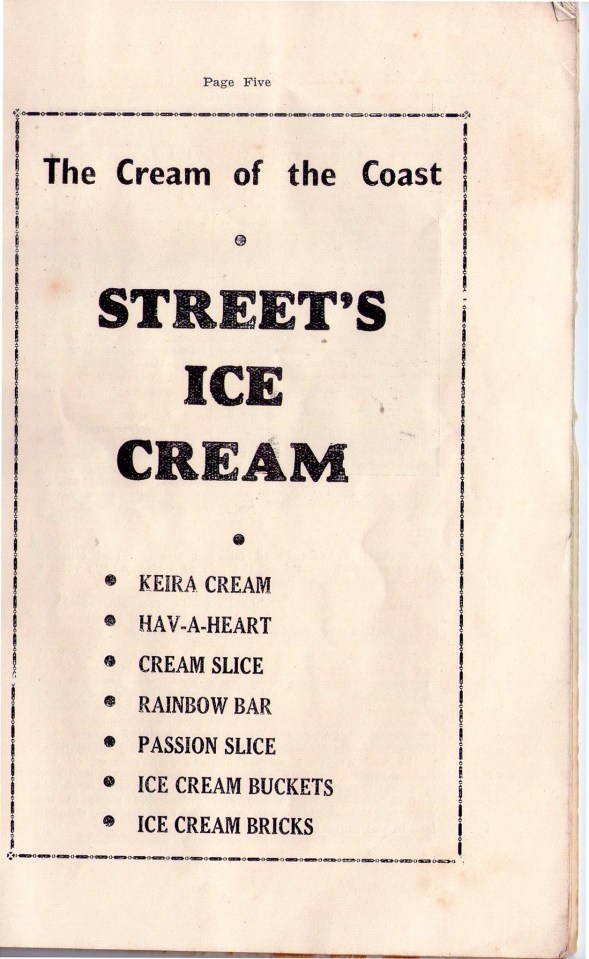 Page Five
The Cream of the Coast
STREET'S
ICE
CREAM
• KEIRA CREAM
• HAV-A-HEART
• CREAM SLICE
• RAINBOW BAR
• PASSION SLICE
• ICE CREAM BUCKETS
• ICE CREAM BRICKS